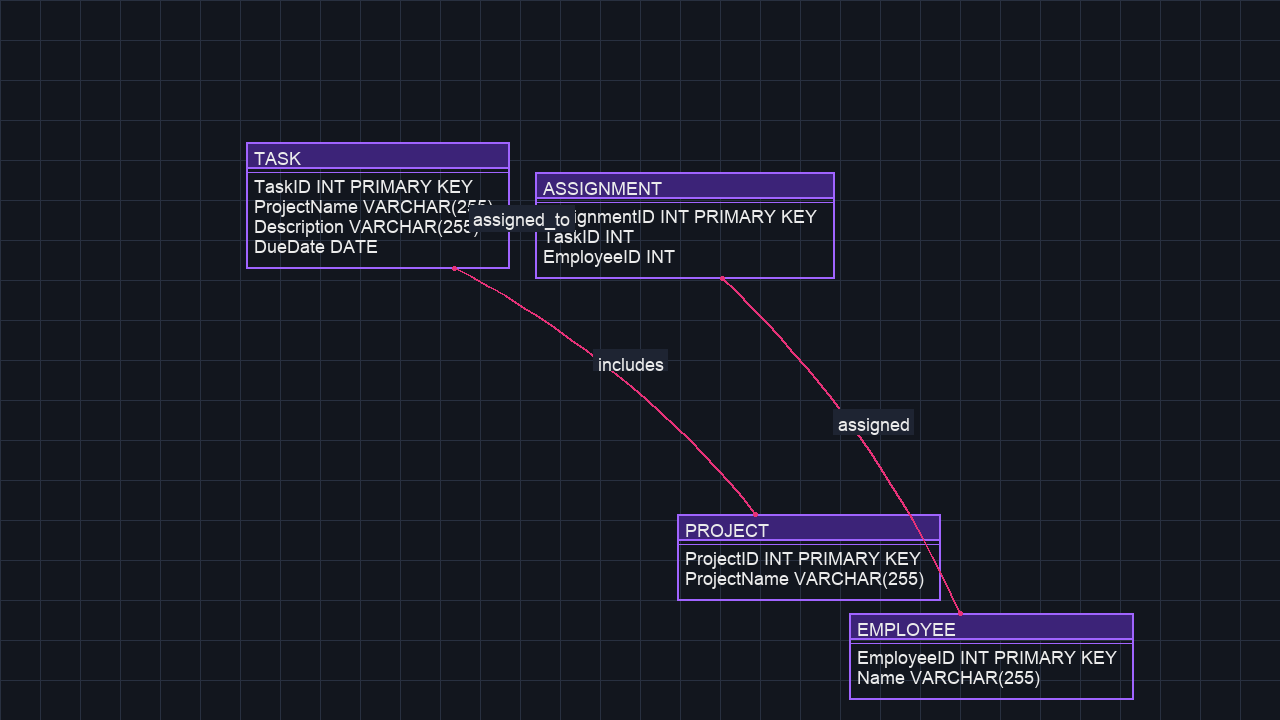 TASK
TaskID INT PRIMARY KEY
ProjectName VARCHAR(255)
Description VARCHAR(255)
DueDate DATE
assigned_to
ASSIGNMENT
ignmentID INT PRIMARY KEY
TaskID INT
EmployeeID INT
includes
assigned
PROJECT
ProjectID INT PRIMARY KEY
ProjectName VARCHAR(255)
EMPLOYEE
EmployeeID INT PRIMARY KEY
Name VARCHAR(255)